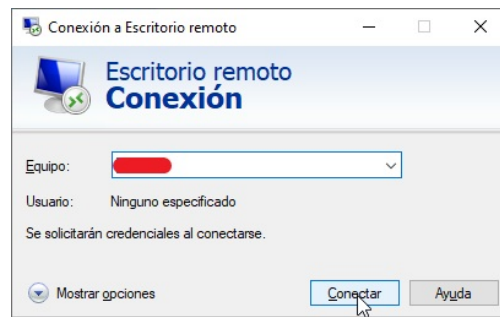 Conexión a Escritorio remoto
Escritorio remoto
Conexión
Equipo:
Usuario: Ninguno especificado
Se solicitarán credenciales al conectarse.
Mostrar opciones Conectar Ayuda